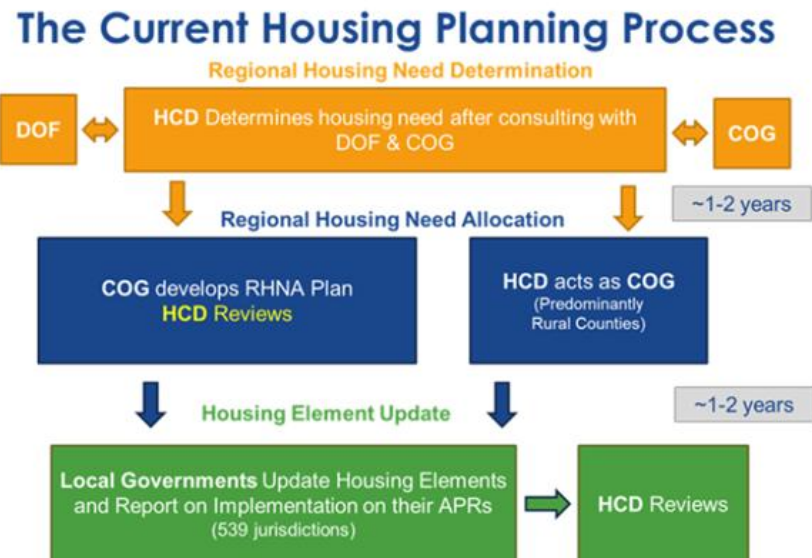 The Current Housing Planning Process
Regional Housing Need Determination
DOF
HCD Determines housing need after consulting with
DOF & COG
COG
~1-2 years
Regional Housing Need Allocation
COG develops RHNA Plan
HCD Reviews
HCD acts as COG
(Predominantly
Rural Counties)
~1-2 years
Housing Element Update
Local Governments Update Housing Elements
and Report on Implementation on their APRs
(539 jurisdictions)
HCD Reviews